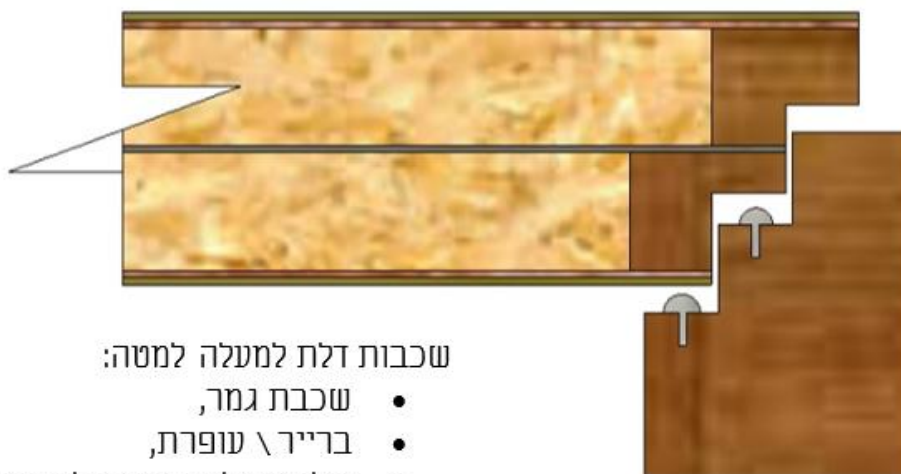 שכבות דלת למעלה למטה:
• שכבת גמר,
• ברייר \ עופרת,